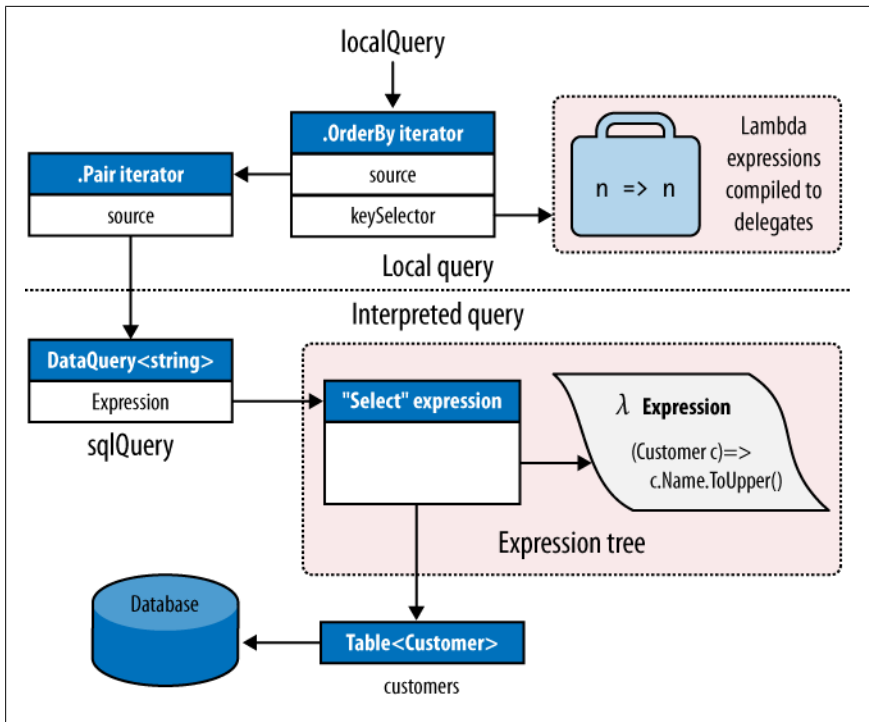 localQuery
.OrderBy iterator
source
keySelector
.Pair iterator
source
n => n
Lambda
expressions
compiled to
delegates
Local query
Interpreted query
DataQuery<string>
Expression
sqlQuery
"Select" expression
λ Expression
(Customer c)=>
c.Name.ToUpper()
Expression tree
Database
Table<Customer>
customers